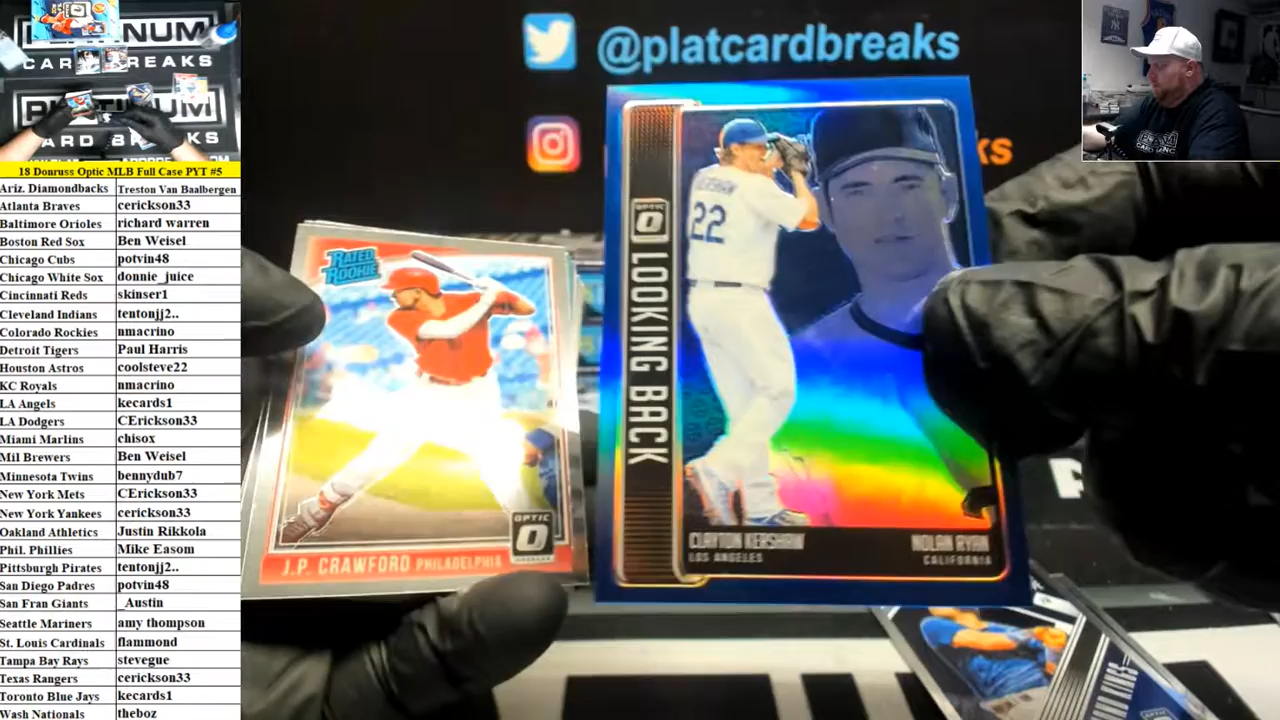 @platcardbreaks
PLATINUM
CARD BREAKS
18 Donruss Optic MLB Full Case PYT #5
Ariz. Diamondbacks Treston Van Baalbergen
Atlanta Braves cerickson33
Baltimore Orioles richard warren
Boston Red Sox Ben Weisel
Chicago Cubs potvin48
Chicago White Sox donnie_juice
Cincinnati Reds skinser1
Cleveland Indians tentonjj2..
Colorado Rockies nmacrino
Detroit Tigers Paul Harris
Houston Astros coolsteve22
KC Royals nmacrino
LA Angels kecards1
LA Dodgers CErickson33
Miami Marlins chisox
Mil Brewers Ben Weisel
Minnesota Twins bennydub7
New York Mets CErickson33
New York Yankees cerickson33
Oakland Athletics Justin Rikkola
Phil. Phillies Mike Easom
Pittsburgh Pirates tentonjj2..
San Diego Padres potvin48
San Fran Giants _Austin
Seattle Mariners amy thompson
St. Louis Cardinals flammond
Tampa Bay Rays stevegue
Texas Rangers cerickson33
Toronto Blue Jays kecards1
Wash Nationals theboz
RATED
ROOKIE
OPTIC
J.P. CRAWFORD PHILADELPHIA
OPTIC
LOOKING BACK
KERSHAW
22
CLAYTON KERSHAW
LOS ANGELES
NOLAN RYAN
CALIFORNIA
KINGS